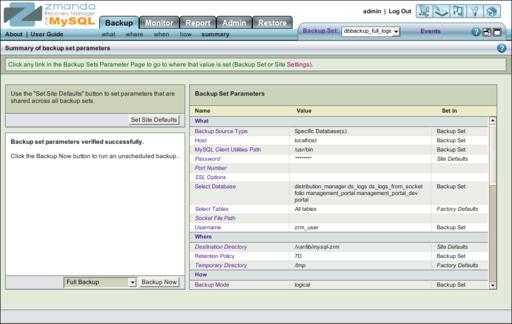 zmanda
Recovery Manager
for MySQL
admin | Log Out
Backup Monitor Report Admin Restore
About | User Guide
what where when how summary
Backup Set: dbbackup_full_logs
Events
Summary of backup set parameters
Click any link in the Backup Sets Parameter Page to go to where that value is set (Backup Set or Site Settings).
Use the "Set Site Defaults" button to set parameters that are
shared across all backup sets.
Set Site Defaults
Backup set parameters verified successfully.
Click the Backup Now button to run an unscheduled backup..
Full Backup
Backup Now
Backup Set Parameters
Name Value Set In
What
Backup Source Type Specific Database(s) Backup Set
Host localhost Backup Set
MySQL Client Utilities Path /usr/bin Backup Set
Password ******** Site Defaults
Port Number
SSL Options
Select Database distribution_manager ds_logs ds_logs_from_socket Backup Set
folio management_portal management_portal_dev
portal
Select Tables All tables Factory Defaults
Socket File Path
Username zrm_user Backup Set
Where
Destination Directory /var/lib/mysql-zrm Site Defaults
Retention Policy 7D Backup Set
Temporary Directory /tmp Factory Defaults
How
Backup Mode logical Backup Set